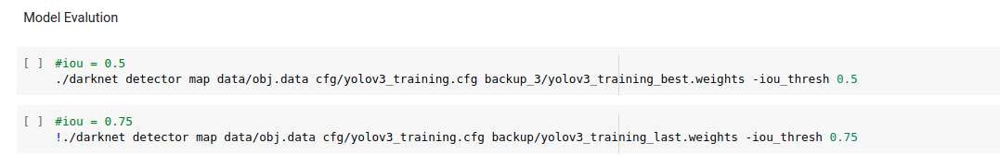 Model Evalution
[ ] #iou = 0.5
./darknet detector map data/obj.data cfg/yolov3_training.cfg backup_3/yolov3_training_best.weights -iou_thresh 0.5
[ ] #iou = 0.75
!./darknet detector map data/obj.data cfg/yolov3_training.cfg backup/yolov3_training_last.weights -iou_thresh 0.75